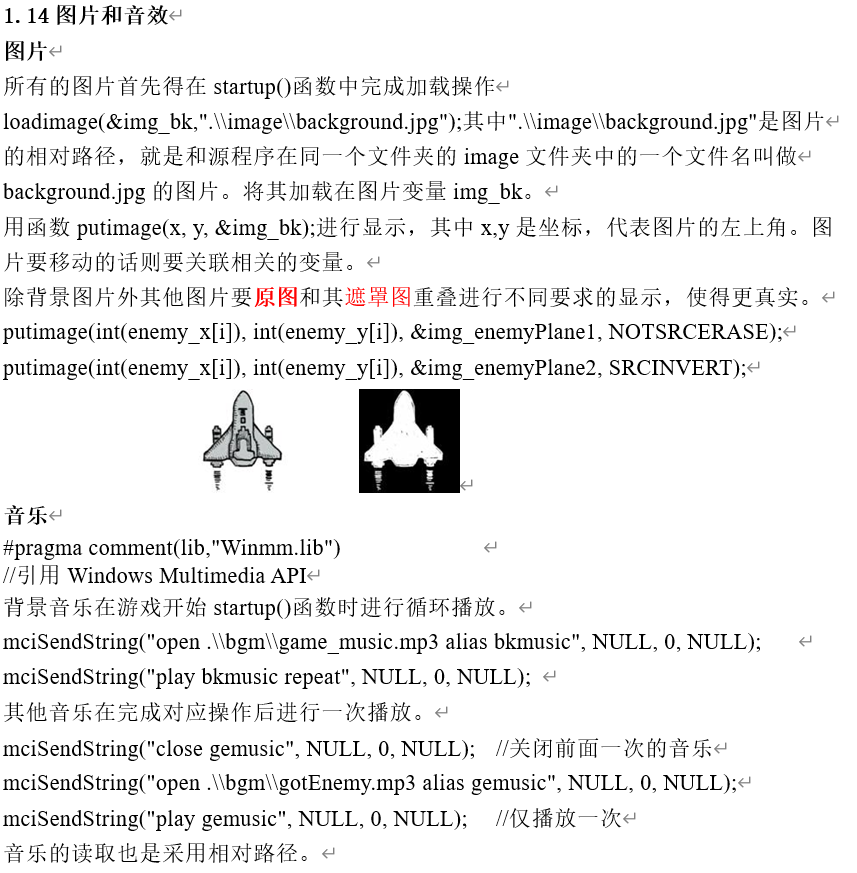 1.14 图片和音效
图片
所有的图片首先得在 startup()函数中完成加载操作
loadimage(&img_bk,".\\image\\background.jpg");其中".\\image\\background.jpg"是图片
的相对路径，就是和源程序在同一个文件夹的 image 文件夹中的一个文件名叫做
background.jpg 的图片。将其加载在图片变量 img_bk。
用函数 putimage(x, y, &img_bk);进行显示，其中 x,y 是坐标，代表图片的左上角。图
片要移动的话则要关联相关的变量。
除背景图片外其他图片要原图和其遮罩图重叠进行不同要求的显示，使得更真实。
putimage(int(enemy_x[i]), int(enemy_y[i]), &img_enemyPlane1, NOTSRCERASE);
putimage(int(enemy_x[i]), int(enemy_y[i]), &img_enemyPlane2, SRCINVERT);
音乐
#pragma comment(lib,"Winmm.lib")
//引用 Windows Multimedia API
背景音乐在游戏开始 startup()函数时进行循环播放。
mciSendString("open .\\bgm\\game_music.mp3 alias bkmusic", NULL, 0, NULL);
mciSendString("play bkmusic repeat", NULL, 0, NULL);
其他音乐在完成对应操作后进行一次播放。
mciSendString("close gemusic", NULL, 0, NULL); //关闭前面一次的音乐
mciSendString("open .\\bgm\\gotEnemy.mp3 alias gemusic", NULL, 0, NULL);
mciSendString("play gemusic", NULL, 0, NULL); //仅播放一次
音乐的读取也是采用相对路径。